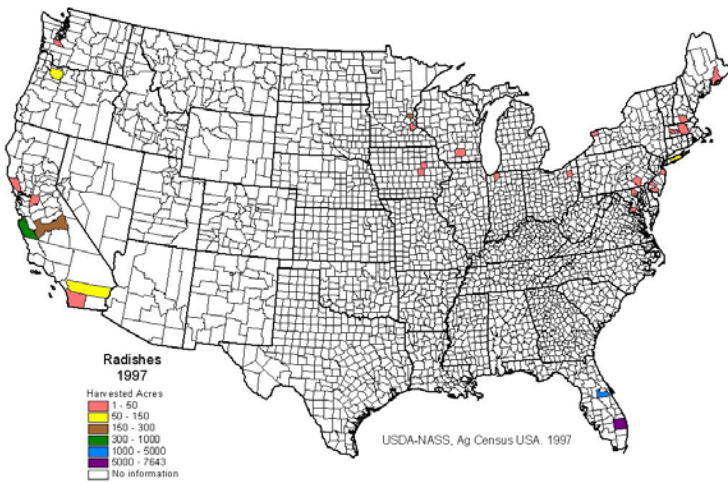 Radishes
1997
Harvested Acres
1 - 50
50 - 150
150 - 300
300 - 1000
1000 - 5000
5000 - 7643
No information
USDA-NASS, Ag Census USA. 1997